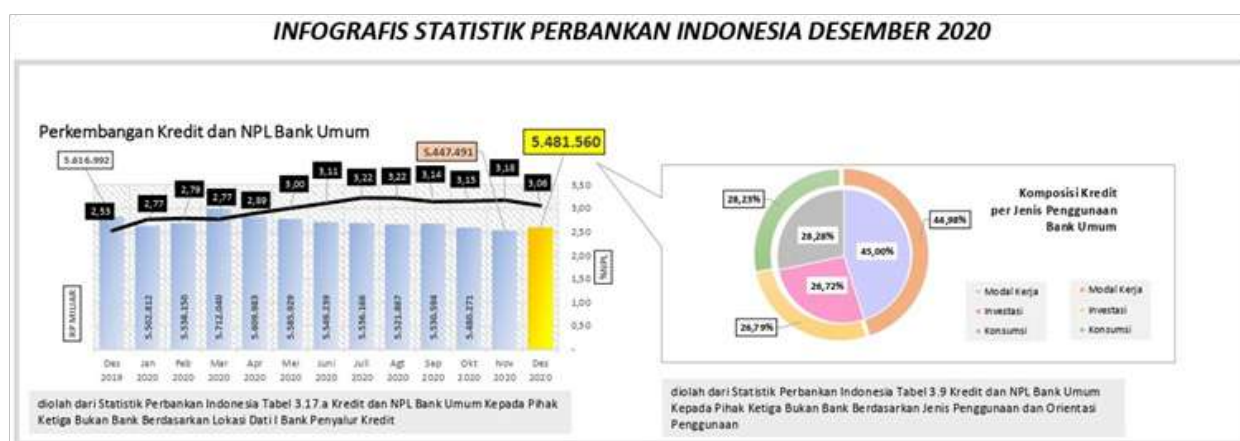 INFOGRAFIS STATISTIK PERBANKAN INDONESIA DESEMBER 2020
Perkembangan Kredit dan NPL Bank Umum
5.616.992
5.447.491
5.481.560
2,53
2,77
2,79
2,77
2,89
3,00
3,11
3,22
3,22
3,14
3,15
3,18
3,06
3,50
3,00
2,50
2,00
1,50
1,00
0,50
-
%NPL
RP MILIAR
5.502.812
5.536.150
5.712.040
5.609.983
5.585.929
5.549.239
5.536.166
5.521.867
5.530.594
5.480.271
Des 2019
Jan 2020
Feb 2020
Mar 2020
Apr 2020
Mei 2020
Juni 2020
Juli 2020
Agt 2020
Sep 2020
Okt 2020
Nov 2020
Des 2020
diolah dari Statistik Perbankan Indonesia Tabel 3.17.a Kredit dan NPL Bank Umum Kepada Pihak
Ketiga Bukan Bank Berdasarkan Lokasi Dati I Bank Penyalur Kredit
Komposisi Kredit
per Jenis Penggunaan
Bank Umum
28,23%
44,98%
28,28%
45,00%
26,72%
26,79%
Modal Kerja
Investasi
Konsumsi
Modal Kerja
Investasi
Konsumsi
diolah dari Statistik Perbankan Indonesia Tabel 3.9 Kredit dan NPL Bank Umum
Kepada Pihak Ketiga Bukan Bank Berdasarkan Jenis Penggunaan dan Orientasi
Penggunaan